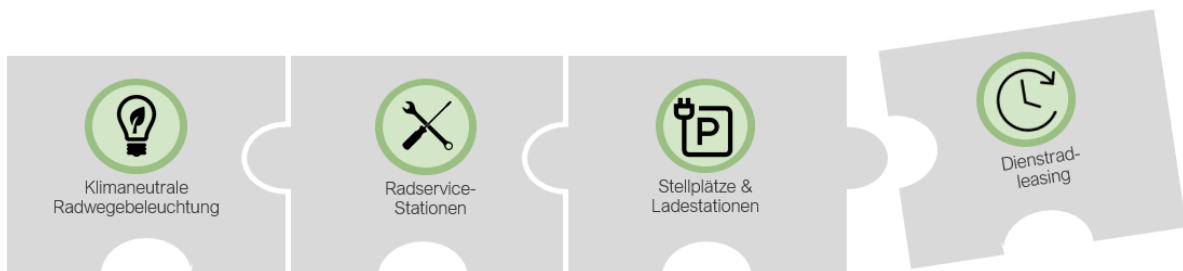 Klimaneutrale
Radwegebeleuchtung
Radservice-
Stationen
P
Stellplätze &
Ladestationen
Dienstrad-
leasing